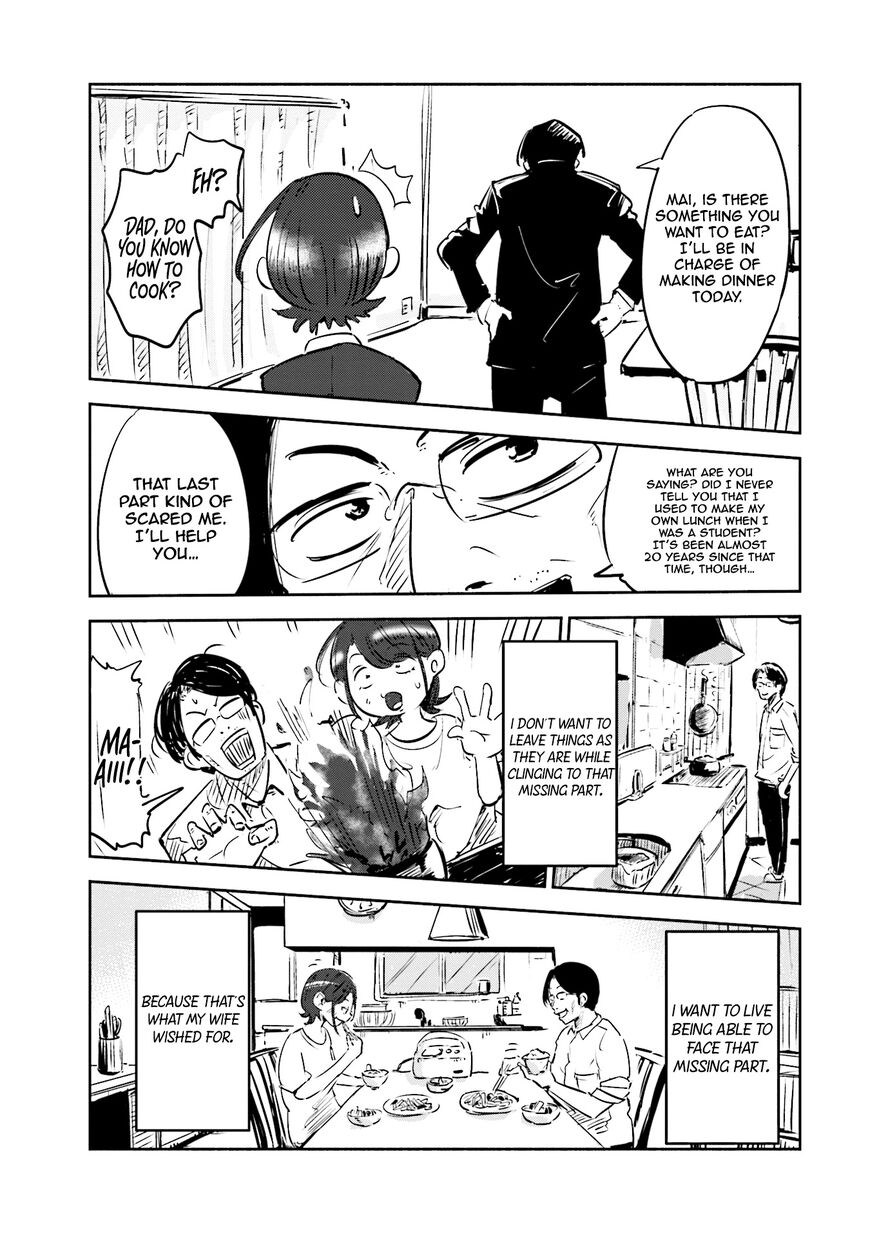 MAI, IS THERE
SOMETHING YOU
WANT TO EAT?
I'LL BE IN
CHARGE OF
MAKING DINNER
TODAY.
EH?
DAD, DO
YOU KNOW
HOW TO
COOK?
WHAT ARE YOU
SAYING? DID I NEVER
TELL YOU THAT I
USED TO MAKE MY
OWN LUNCH WHEN I
WAS A STUDENT?
IT'S BEEN ALMOST
20 YEARS SINCE THAT
TIME, THOUGH...
THAT LAST
PART KIND OF
SCARED ME.
I'LL HELP
YOU...
I DON'T WANT TO
LEAVE THINGS AS
THEY ARE WHILE
CLINGING TO THAT
MISSING PART.
MA-
AIII!!
I WANT TO LIVE
BEING ABLE TO
FACE THAT
MISSING PART.
BECAUSE THAT'S
WHAT MY WIFE
WISHED FOR.